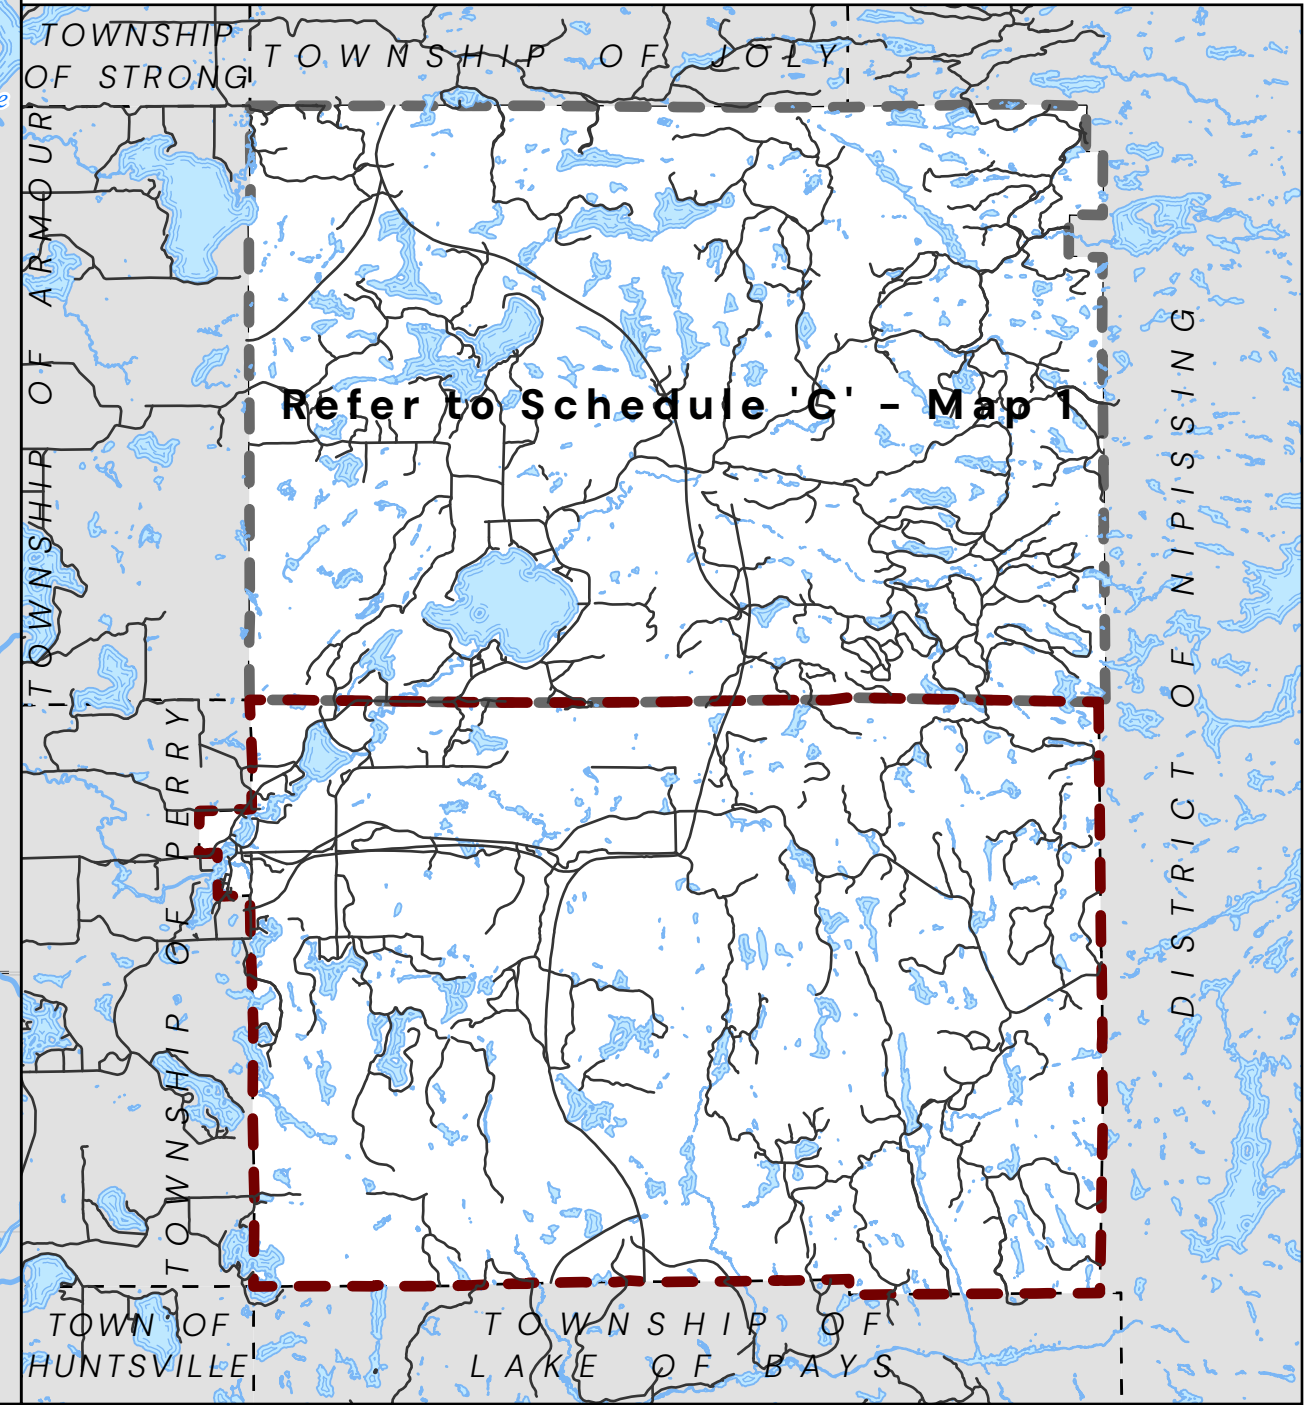 TOWNSHIP
OF STRONG
TOWNSHIP OF JOLY
TOWNSHIP OF ARMOUR
Refer to Schedule 'C' - Map 1
DISTRICT OF NIPISSING
TOWNSHIP OF PERRY
TOWN OF
HUNTSVILLE
TOWNSHIP OF
LAKE OF BAYS